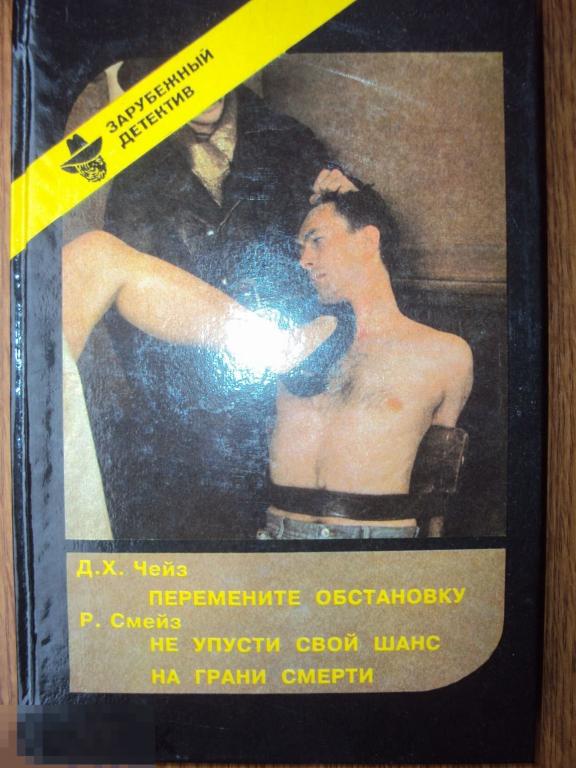 ЗАРУБЕЖНЫЙ
ДЕТЕКТИВ
Д.Х. Чейз
ПЕРЕМЕНИТЕ ОБСТАНОВКУ
Р. Смейз
НЕ УПУСТИ СВОЙ ШАНС
НА ГРАНИ СМЕРТИ